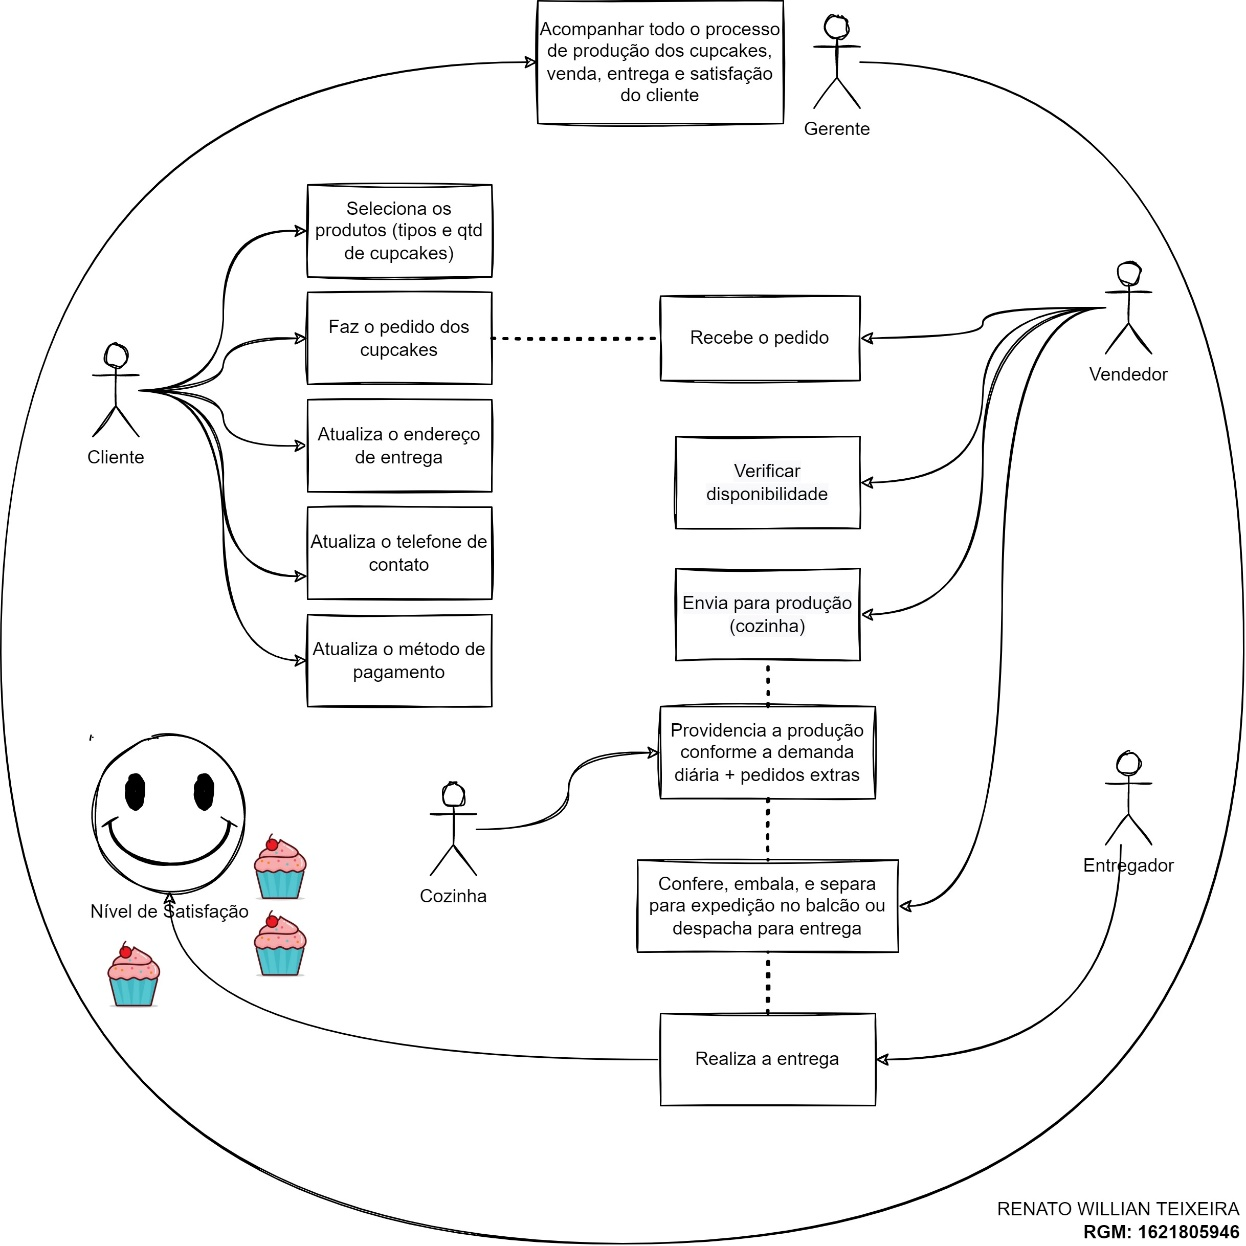 Acompanhar todo o processo
de produção dos cupcakes,
venda, entrega e satisfação
do cliente
Gerente
Seleciona os
produtos (tipos e qtd
de cupcakes)
Faz o pedido dos
cupcakes
Recebe o pedido
Vendedor
Cliente
Atualiza o endereço
de entrega
Verificar
disponibilidade
Atualiza o telefone de
contato
Envia para produção
(cozinha)
Atualiza o método de
pagamento
Providencia a produção
conforme a demanda
diária + pedidos extras
Cozinha
Entregador
Confere, embala, e separa
para expedição no balcão ou
despacha para entrega
Nível de Satisfação
Realiza a entrega
RENATO WILLIAN TEIXEIRA
RGM: 1621805946